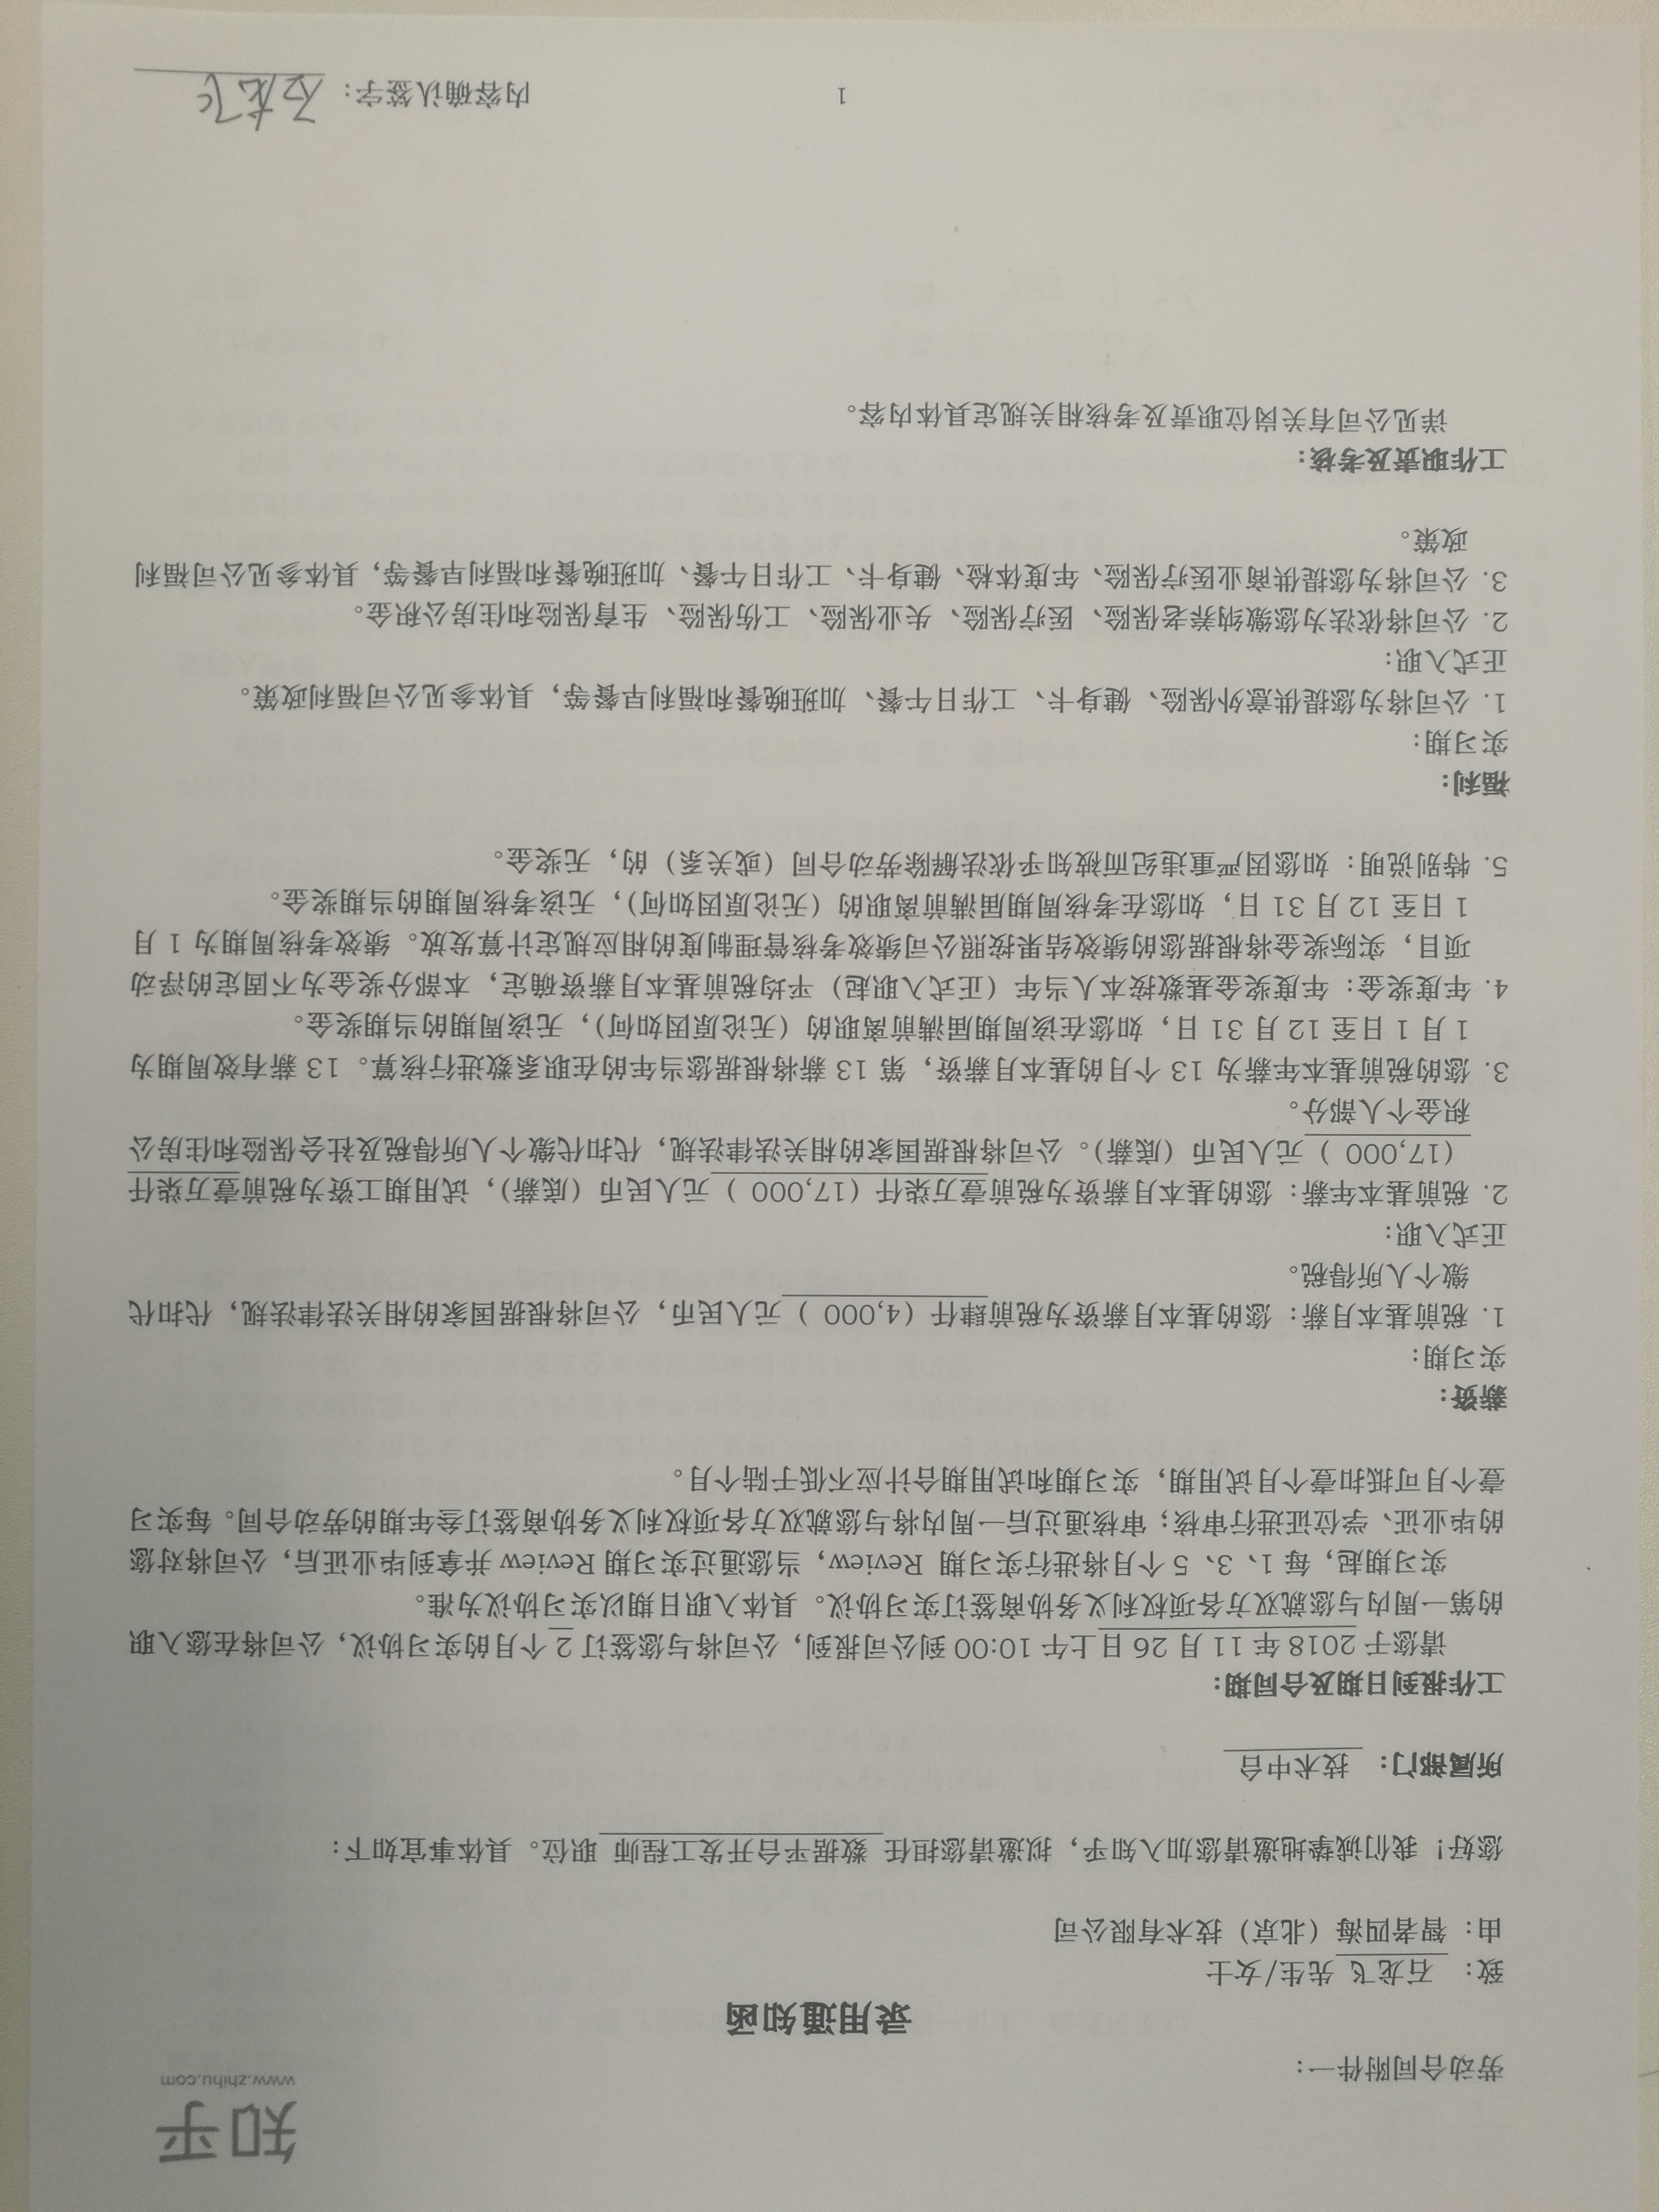 知乎
www.zhihu.com
劳动合同附件一：
录用通知函
致： 石龙飞 先生/女士
由：智者四海（北京）技术有限公司
您好！我们诚挚地邀请您加入知乎，拟邀请您担任 数据平台开发工程师 职位。具体事宜如下：
所属部门： 技术中台
工作报到日期及合同期：
请您于 2018 年 11 月 26 日上午 10:00 到公司报到，公司将与您签订 2 个月的实习协议，公司将在您入职
的第一周内与您就双方各项权利义务协商签订实习协议。具体入职日期以实习协议为准。
实习期起，每 1、3、5 个月将进行实习期 Review，当您通过实习期 Review 并拿到毕业证后，公司将对您
的毕业证、学位证进行审核；审核通过后一周内将与您就双方各项权利义务协商签订叁年期的劳动合同。每实习
壹个月可抵扣壹个月试用期，实习期和试用期合计应不低于陆个月。
薪资：
实习期：
1. 税前基本月薪：您的基本月薪资为税前肆仟（4,000 ）元人民币，公司将根据国家的相关法律法规，代扣代
缴个人所得税。
正式入职：
2. 税前基本年薪：您的基本月薪资为税前壹万柒仟（17,000 ）元人民币（底薪），试用期工资为税前壹万柒仟
（17,000 ）元人民币（底薪）。公司将根据国家的相关法律法规，代扣代缴个人所得税及社会保险和住房公
积金个人部分。
3. 您的税前基本年薪为 13 个月的基本月薪资，第 13 薪将根据您当年的在职系数进行核算。13 薪有效周期为
1 月 1 日至 12 月 31 日，如您在该周期届满前离职的（无论原因如何），无该周期的当期奖金。
4. 年度奖金：年度奖金基数按本人当年（正式入职起）平均税前基本月薪资确定，本部分奖金为不固定的浮动
项目，实际奖金将根据您的绩效结果按照公司绩效考核管理制度的相应规定计算发放。绩效考核周期为 1 月
1 日至 12 月 31 日，如您在考核周期届满前离职的（无论原因如何），无该考核周期的当期奖金。
5. 特别说明：如您因严重违纪而被知乎依法解除劳动合同（或关系）的，无奖金。
福利：
实习期：
1. 公司将为您提供意外保险、健身卡、工作日午餐、加班晚餐和福利早餐等，具体参见公司福利政策。
正式入职：
2. 公司将依法为您缴纳养老保险、医疗保险、失业保险、工伤保险、生育保险和住房公积金。
3. 公司将为您提供商业医疗保险、年度体检、健身卡、工作日午餐、加班晚餐和福利早餐等，具体参见公司福利
政策。
工作职责及考核：
详见公司有关岗位职责及考核相关规定具体内容。
1
内容确认签字：石龙飞